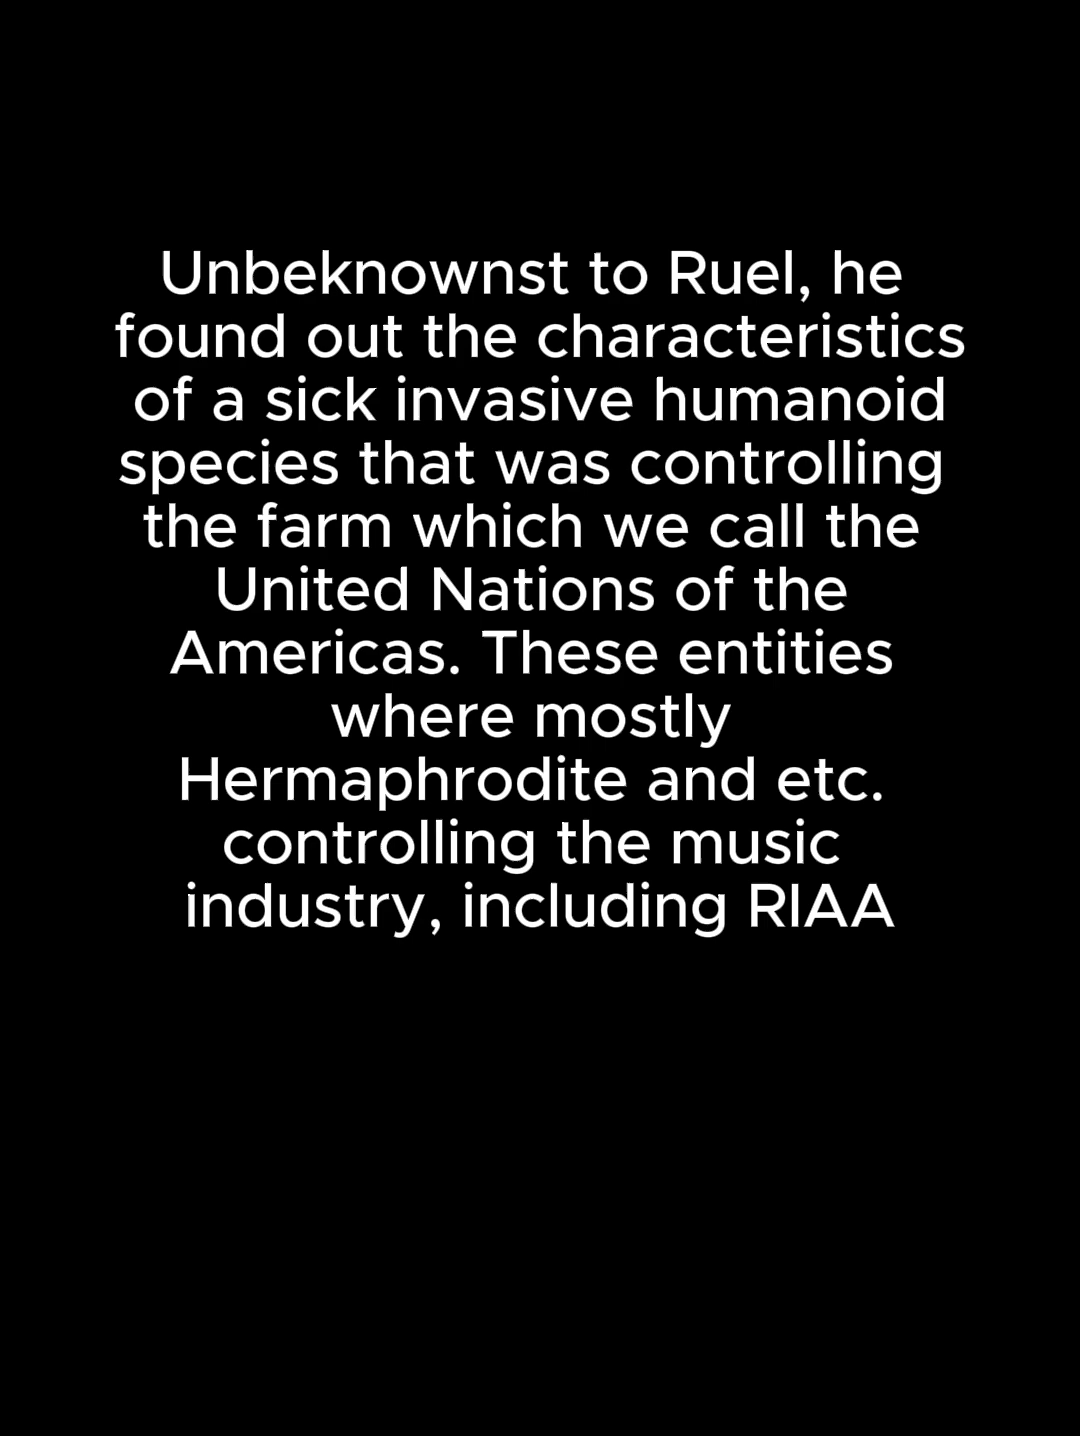 Unbeknownst to Ruel, he
found out the characteristics
of a sick invasive humanoid
species that was controlling
the farm which we call the
United Nations of the
Americas. These entities
where mostly
Hermaphrodite and etc.
controlling the music
industry, including RIAA